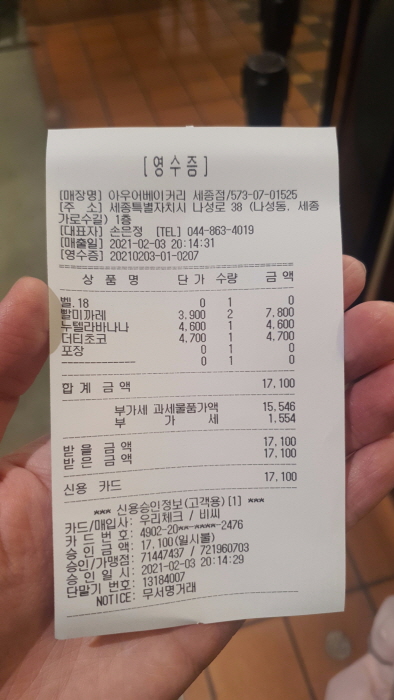 [영수증]
[매장명] 아우어베이커리 세종점/573-07-01525
[주 소] 세종특별자치시 나성로 38 (나성동, 세종
가로수길) 1층
[대표자] 손은정 [TEL] 044-863-4019
[매출일] 2021-02-03 20:14:31
[영수증] 20210203-01-0207
상 품 명 단 가 수량 금 액
벨.18 0 1 0
빨미까레 3,900 2 7,800
누텔라바나나 4,600 1 4,600
더티초코 4,700 1 4,700
포장 0 1 0
-------------- 0 1 0
합 계 금 액 17,100
부가세 과세물품가액 15,546
부 가 세 1,554
받을 금액 17,100
받은 금액 17,100
신용 카드 17,100
*** 신용승인정보(고객용) [1] ***
카드/매입사: 우리체크 / 비씨
카 드 번 호: 4902-20**-****-2476
승 인 금 액: 17,100(일시불)
승인/가맹점: 71447437 / 721960703
승 인 일 시: 2021-02-03 20:14:29
단말기 번호: 13184007
NOTICE: 무서명거래